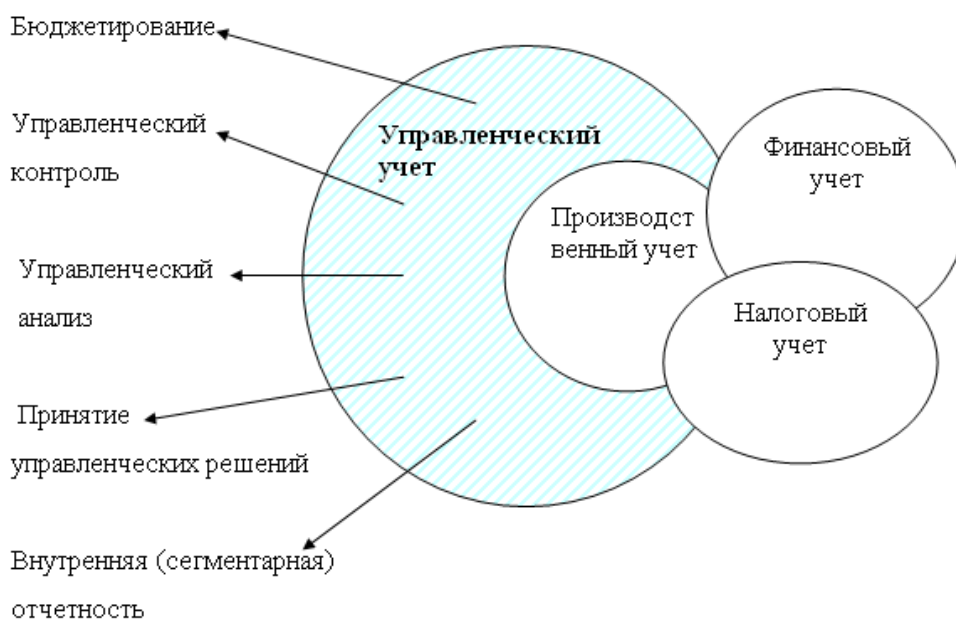 Бюджетирование
Управленческий
контроль
Управленческий
анализ
Принятие
управленческих решений
Внутренняя (сегментарная)
отчетность
Управленческий
учет
Производст
венный учет
Финансовый
учет
Налоговый
учет